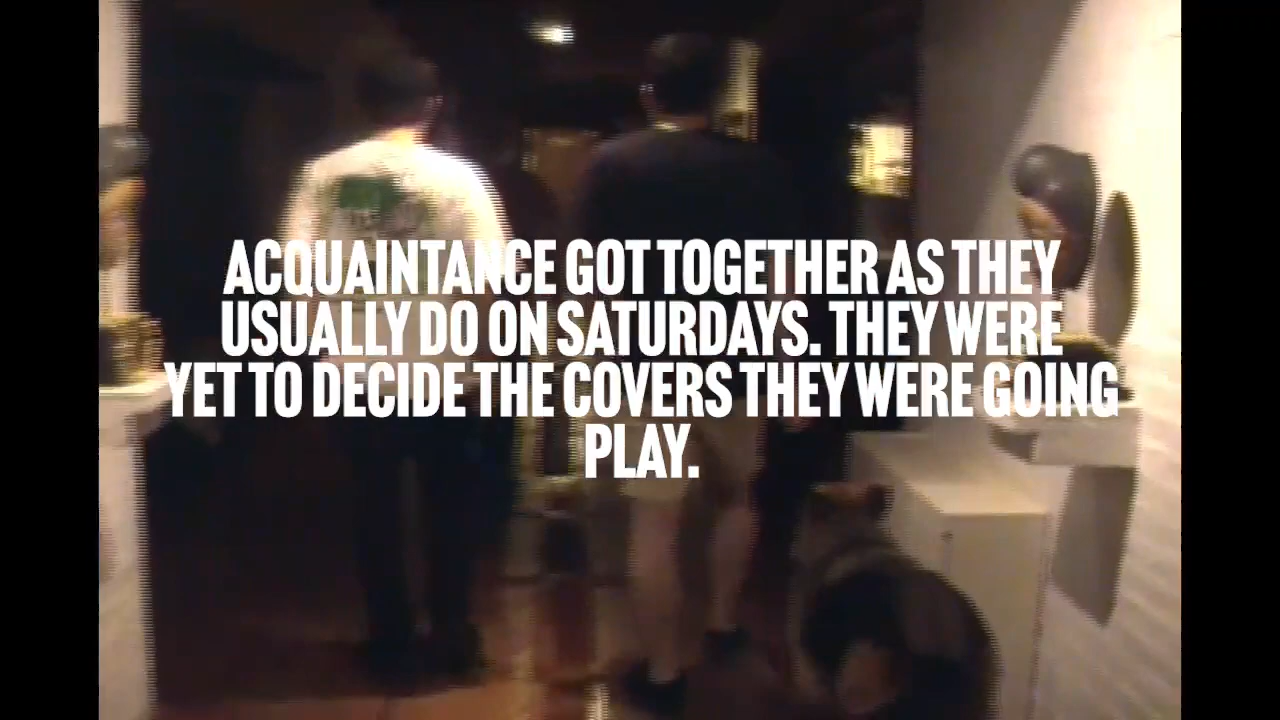 ACQUAINTANCE GOT TOGETHER AS THEY
USUALLY DO ON SATURDAYS. THEY WERE
YET TO DECIDE THE COVERS THEY WERE GOING
PLAY.